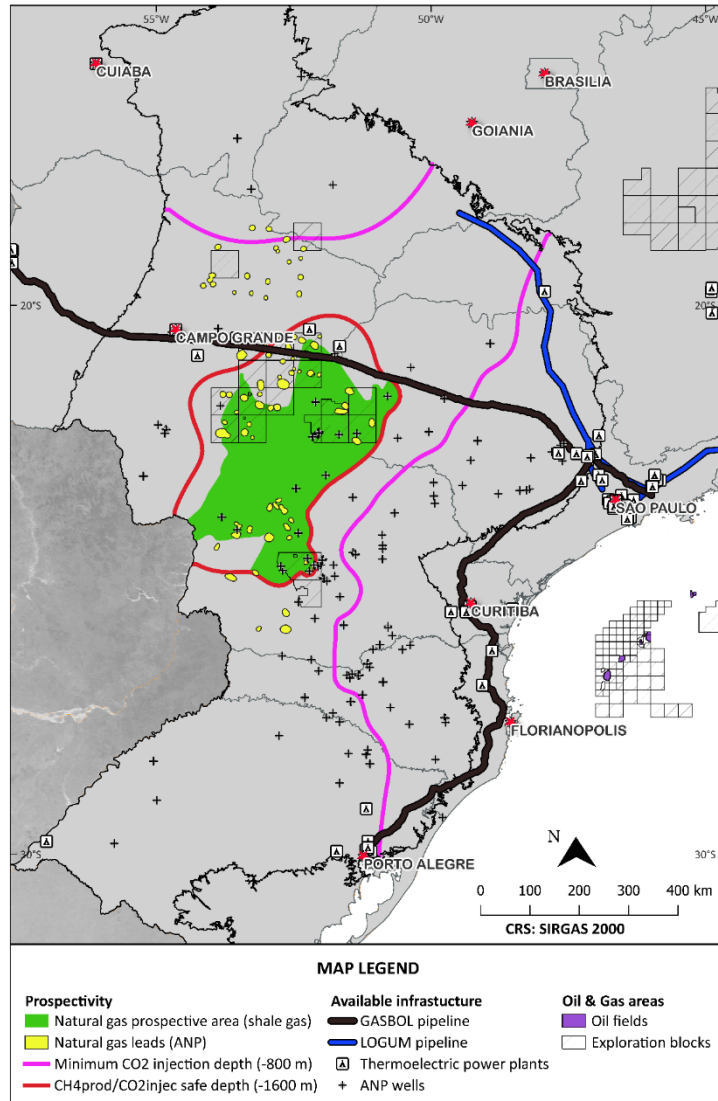 55°W
50°W
45°W
CUIABA
BRASILIA
GOIANIA
20°S
20°S
CAMPO GRANDE
SAO PAULO
CURITIBA
FLORIANOPOLIS
N
30°S
30°S
PORTO ALEGRE
0 100 200 300 400 km
CRS: SIRGAS 2000
MAP LEGEND
Prospectivity
Natural gas prospective area (shale gas)
Natural gas leads (ANP)
Minimum CO2 injection depth (-800 m)
CH4prod/CO2injec safe depth (-1600 m)
Available infrastucture
GASBOL pipeline
LOGUM pipeline
Thermoelectric power plants
ANP wells
Oil & Gas areas
Oil fields
Exploration blocks